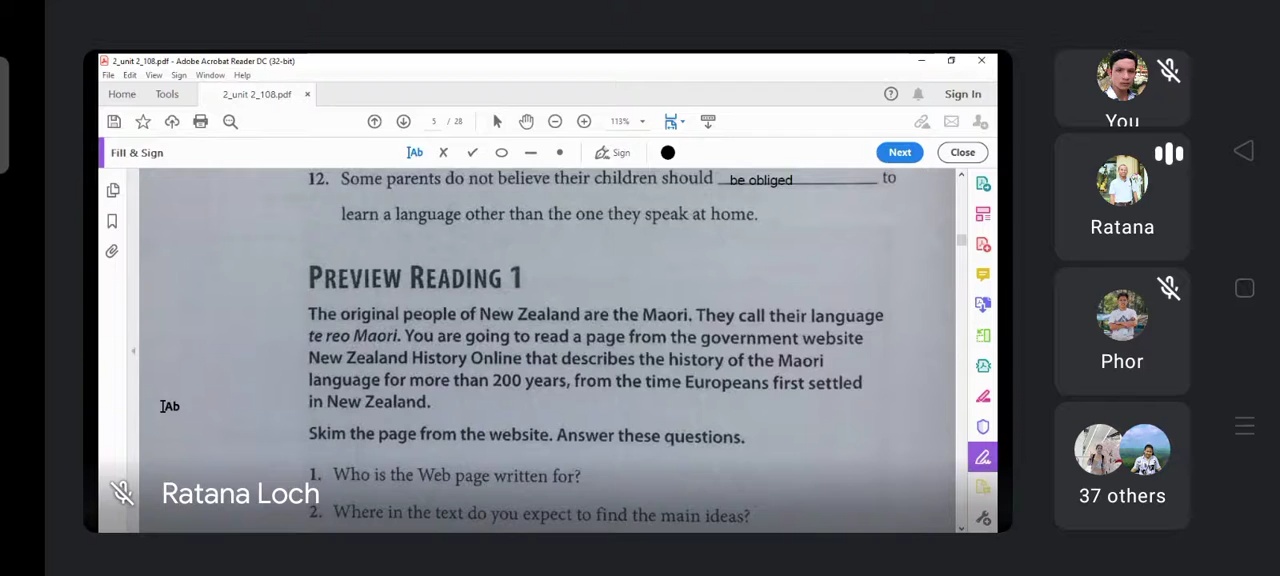 2_unit 2_108.pdf - Adobe Acrobat Reader DC (32-bit)
File Edit View Sign Window Help
Home Tools 2_unit 2_108.pdf × Sign In
5 / 28 113%
Fill & Sign IAb Sign Next Close
12. Some parents do not believe their children should be obliged to
learn a language other than the one they speak at home.
PREVIEW READING 1
The original people of New Zealand are the Maori. They call their language
te reo Maori. You are going to read a page from the government website
New Zealand History Online that describes the history of the Maori
language for more than 200 years, from the time Europeans first settled
in New Zealand.
IAb
Skim the page from the website. Answer these questions.
1. Who is the Web page written for?
2. Where in the text do you expect to find the main ideas?
Ratana Loch
You
Ratana
Phor
37 others